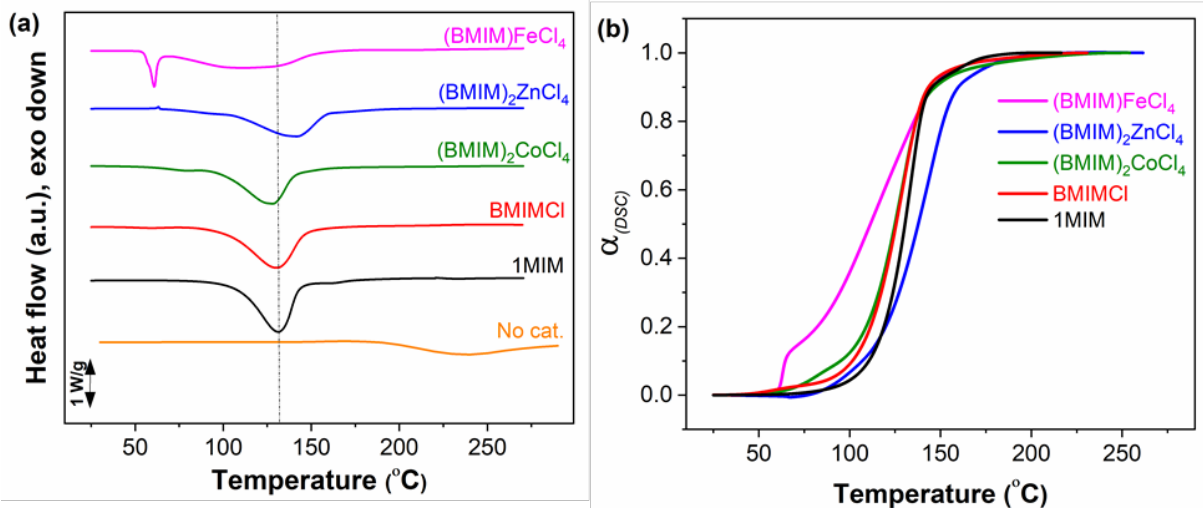 (a)
(BMIM)FeCl₄
(BMIM)₂ZnCl₄
(BMIM)₂CoCl₄
BMIMCl
1MIM
No cat.
1 W/g
Heat flow (a.u.), exo down
50 100 150 200 250
Temperature (°C)
(b)
1.0
0.8
0.6
0.4
0.2
0.0
α(DSC)
(BMIM)FeCl₄
(BMIM)₂ZnCl₄
(BMIM)₂CoCl₄
BMIMCl
1MIM
50 100 150 200 250
Temperature (°C)